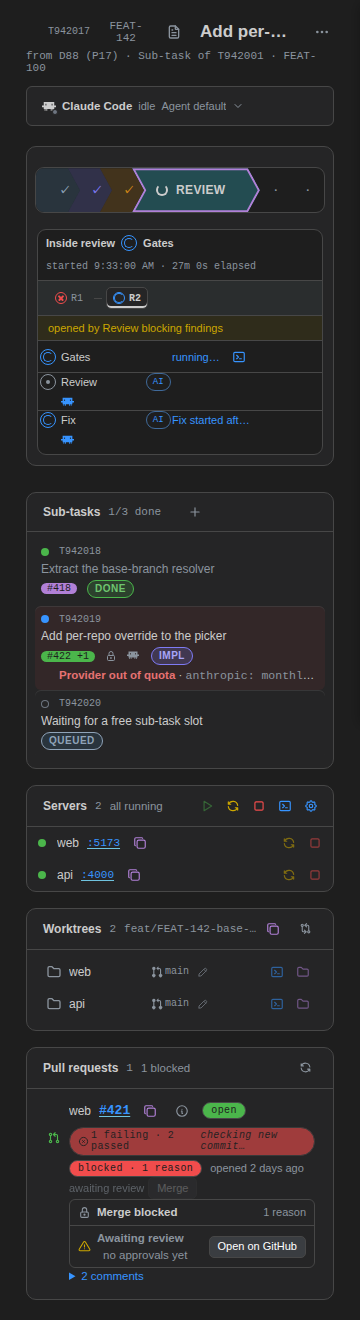 T942017 FEAT-142 Add per-…
from D88 (P17) · Sub-task of T942001 · FEAT-100
Claude Code idle Agent default
REVIEW
Inside review Gates
started 9:33:00 AM · 27m 0s elapsed
R1 R2
opened by Review blocking findings
Gates running…
Review AI
Fix AI Fix started aft…
Sub-tasks 1/3 done
T942018
Extract the base-branch resolver
#418 DONE
T942019
Add per-repo override to the picker
#422 +1 IMPL
Provider out of quota · anthropic: monthl…
T942020
Waiting for a free sub-task slot
QUEUED
Servers 2 all running
web :5173
api :4000
Worktrees 2 feat/FEAT-142-base-…
web main
api main
Pull requests 1 1 blocked
web #421 open
1 failing · 2 passed checking new commit…
blocked · 1 reason opened 2 days ago
awaiting review Merge
Merge blocked 1 reason
Awaiting review
no approvals yet
Open on GitHub
2 comments